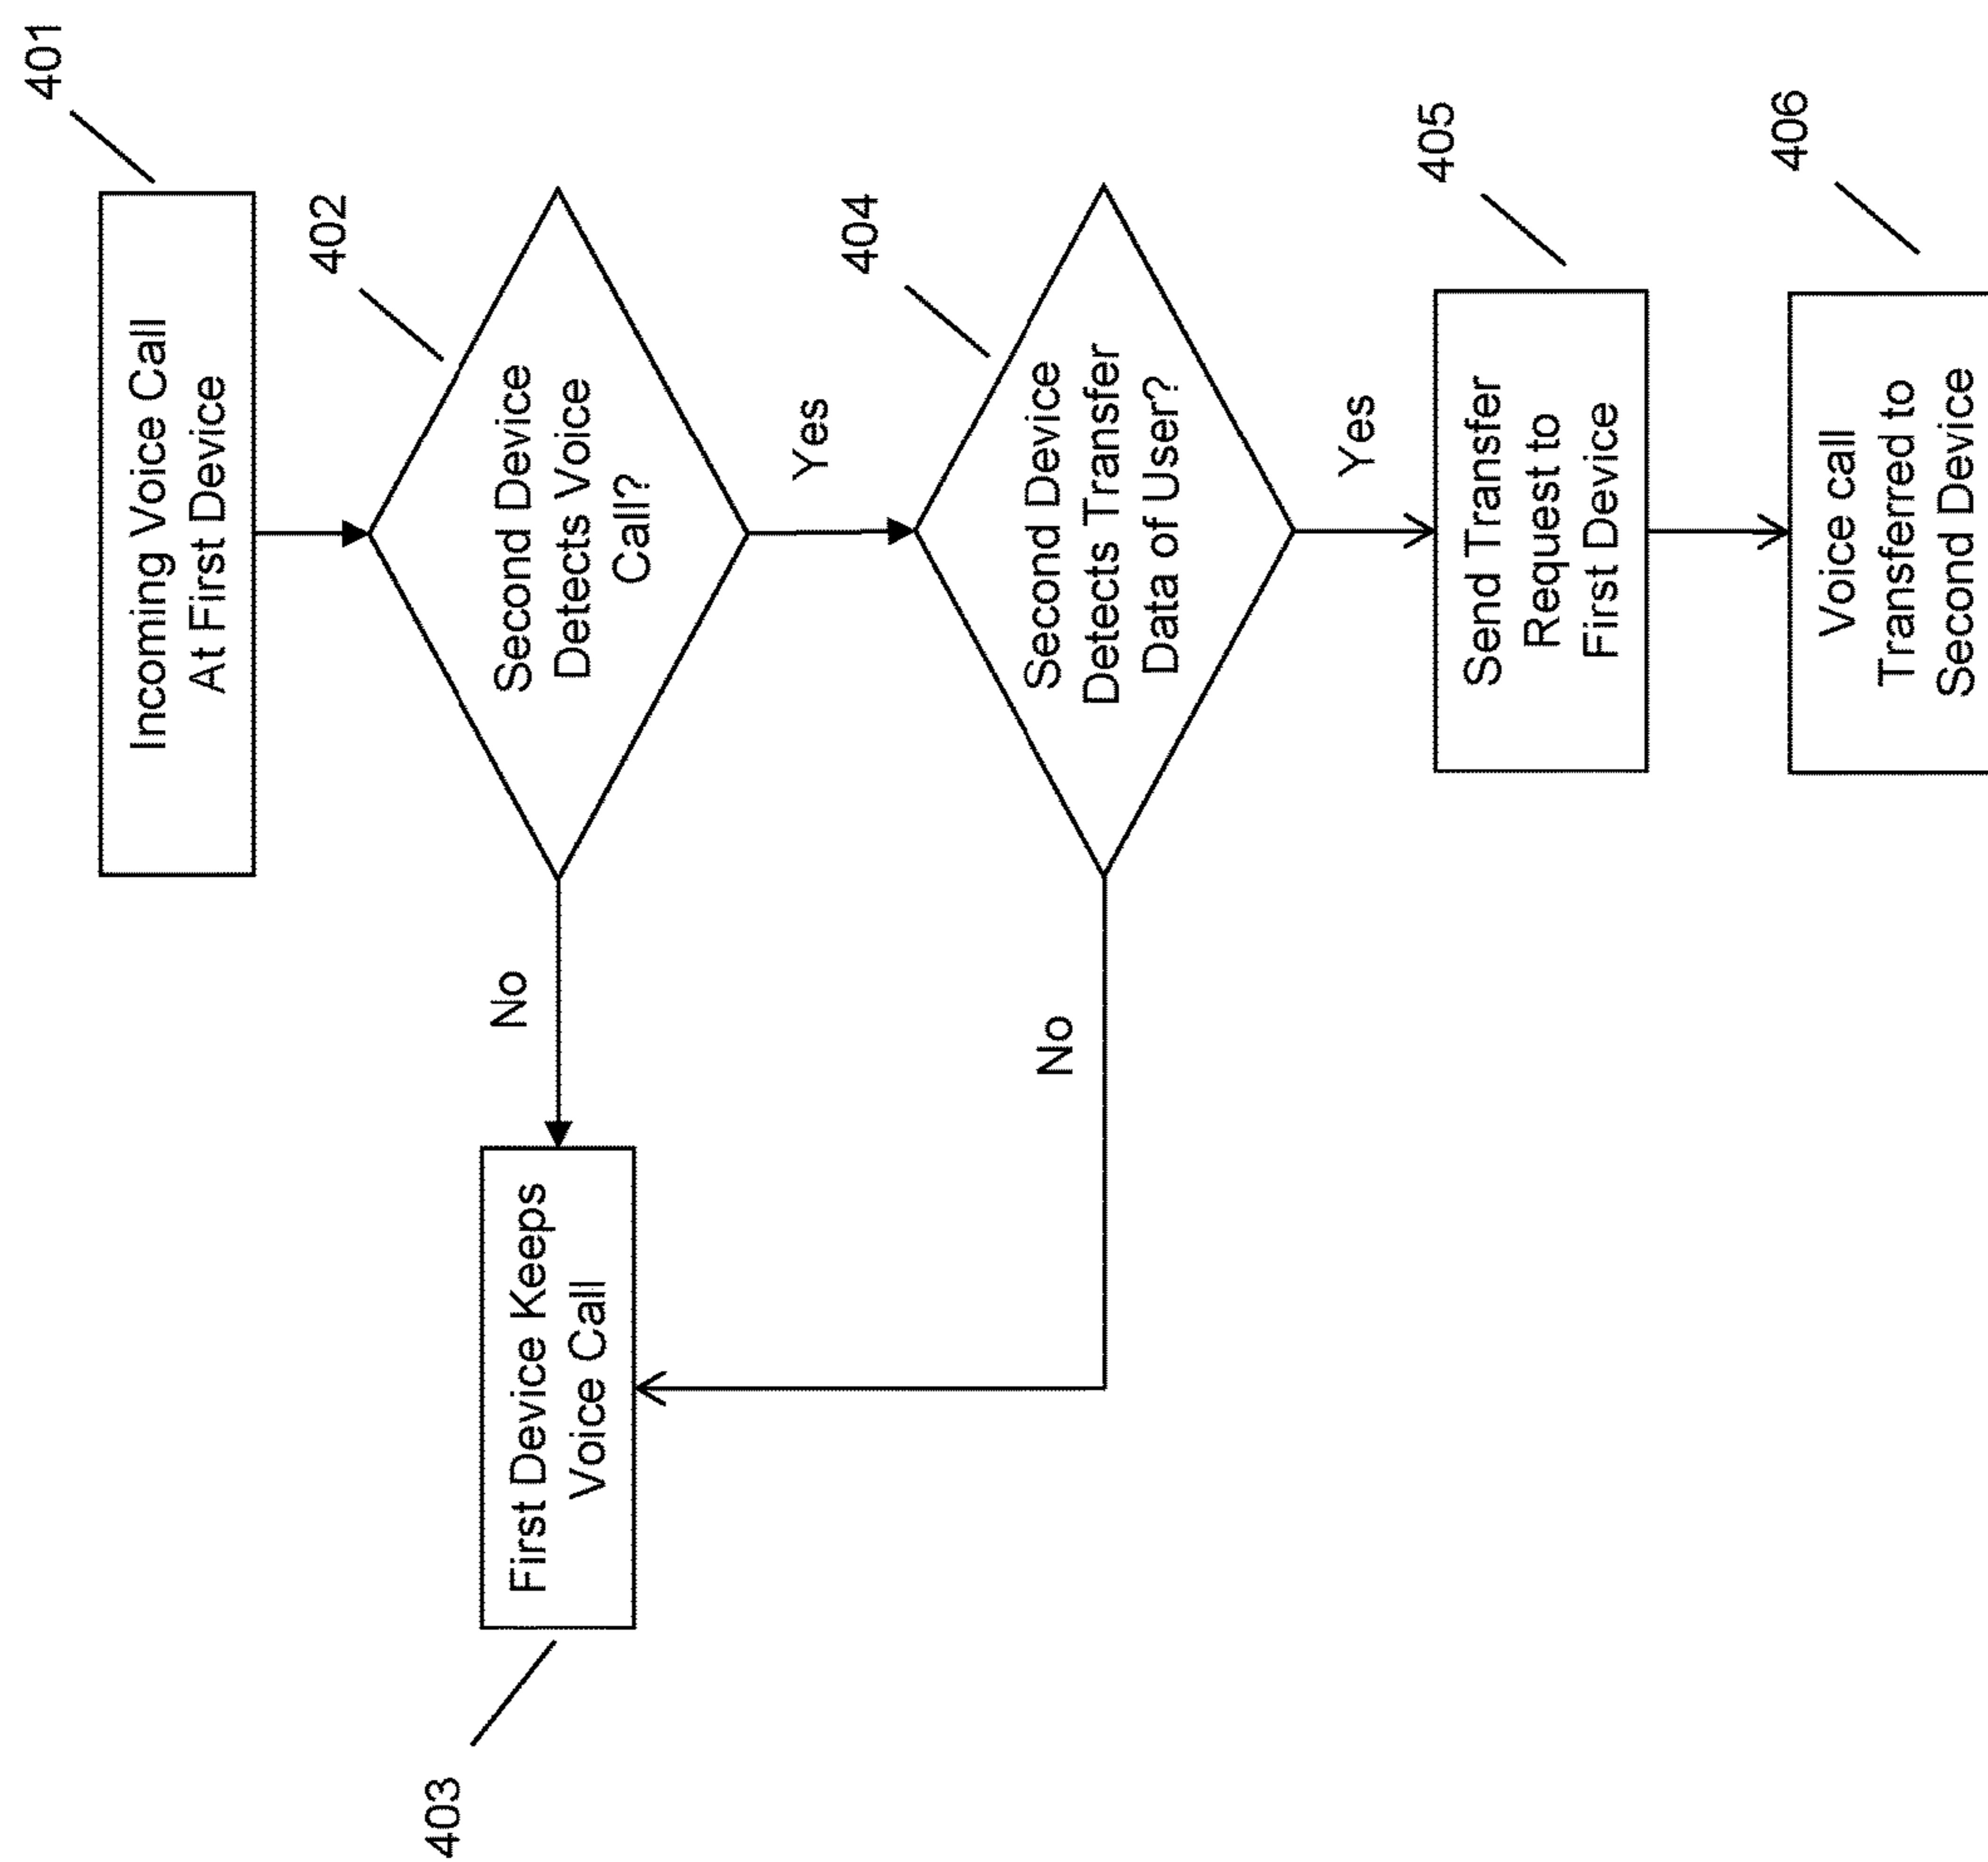 401
Incoming Voice Call
At First Device
402
Second Device
Detects Voice
Call?
No
Yes
403
First Device Keeps
Voice Call
404
Second Device
Detects Transfer
Data of User?
No
Yes
405
Send Transfer
Request to
First Device
406
Voice call
Transferred to
Second Device